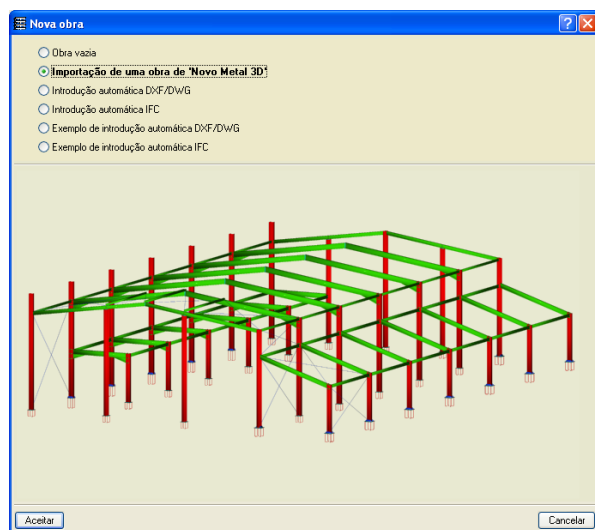 Nova obra
Obra vazia
Importação de uma obra de 'Novo Metal 3D'
Introdução automática DXF/DWG
Introdução automática IFC
Exemplo de introdução automática DXF/DWG
Exemplo de introdução automática IFC
Aceitar
Cancelar